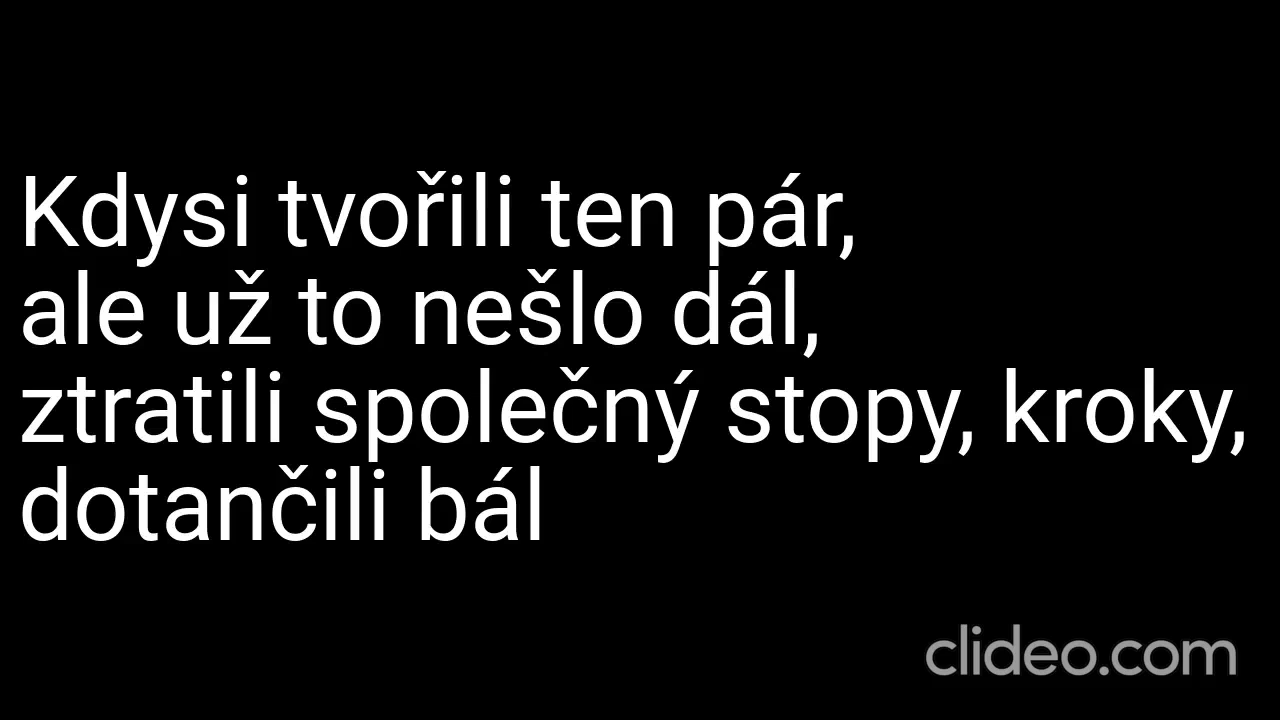 Kdysi tvořili ten pár,
ale už to nešlo dál,
ztratili společný stopy, kroky,
dotančili bál
clideo.com